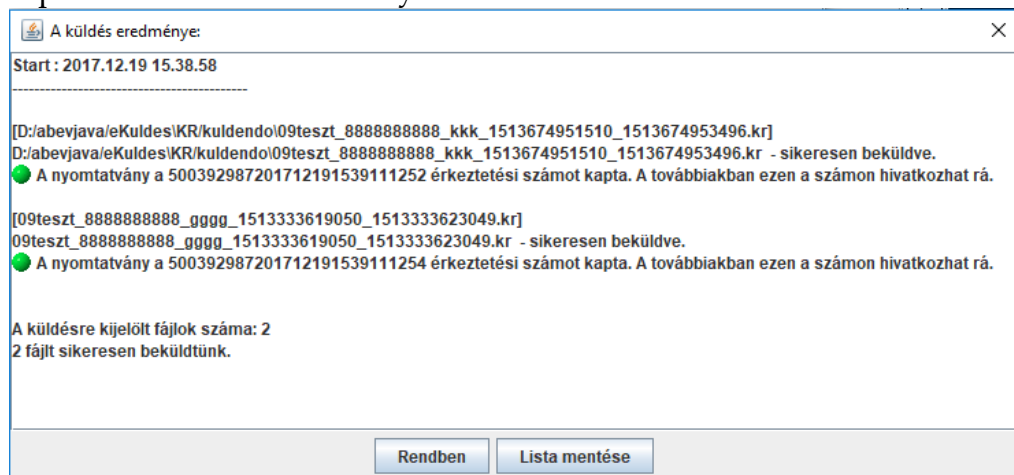 A küldés eredménye:
Start : 2017.12.19 15.38.58
------------------------------------------
[D:/abevjava/eKuldes\KR/kuldendo\09teszt_8888888888_kkk_1513674951510_1513674953496.kr]
D:/abevjava/eKuldes\KR/kuldendo\09teszt_8888888888_kkk_1513674951510_1513674953496.kr - sikeresen beküldve.
A nyomtatvány a 500392987201712191539111252 érkeztetési számot kapta. A továbbiakban ezen a számon hivatkozhat rá.
[09teszt_8888888888_gggg_1513333619050_1513333623049.kr]
09teszt_8888888888_gggg_1513333619050_1513333623049.kr - sikeresen beküldve.
A nyomtatvány a 500392987201712191539111254 érkeztetési számot kapta. A továbbiakban ezen a számon hivatkozhat rá.
A küldésre kijelölt fájlok száma: 2
2 fájlt sikeresen beküldtünk.
Rendben
Lista mentése